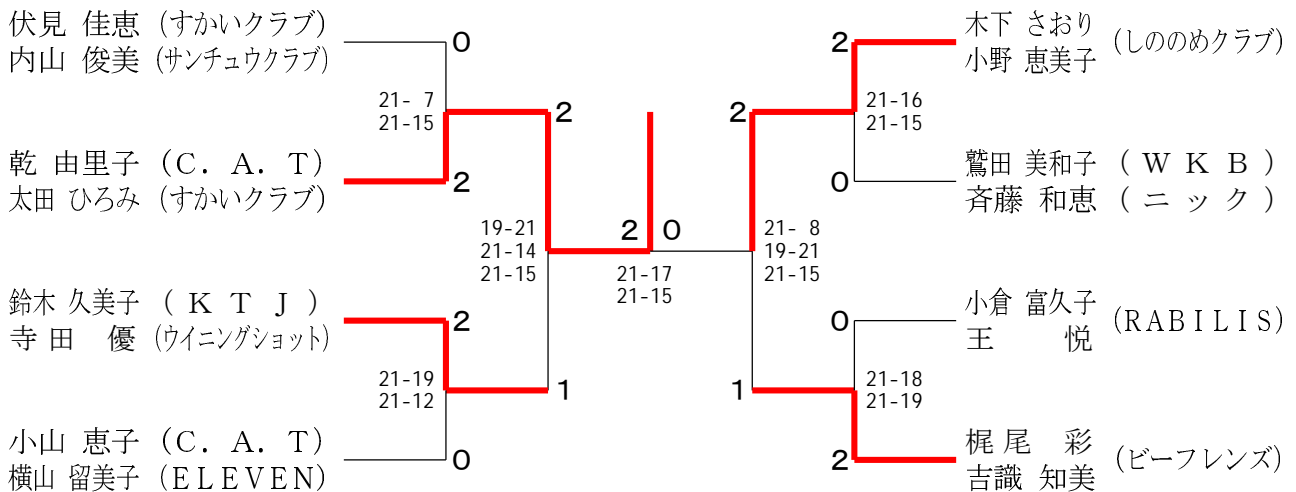 伏見 佳恵 (すかいクラブ)
内山 俊美 (サンチュウクラブ)
0
21- 7
21-15
2
乾 由里子 (C. A. T)
太田 ひろみ (すかいクラブ)
2
19-21
21-14
21-15
鈴木 久美子 ( K T J )
寺田 優 (ウイニングショット)
2
21-19
21-12
1
小山 恵子 (C. A. T)
横山 留美子 (ELEVEN)
0
2 0
21-17
21-15
木下 さおり
小野 恵美子
(しののめクラブ)
2
21-16
21-15
2
鷲田 美和子 ( W K B )
斉藤 和恵 ( ニ ッ ク )
0
21- 8
19-21
21-15
小倉 富久子
王 悦
(RABILIS)
0
21-18
21-19
1
梶尾 彩
吉識 知美
(ビーフレンズ)
2